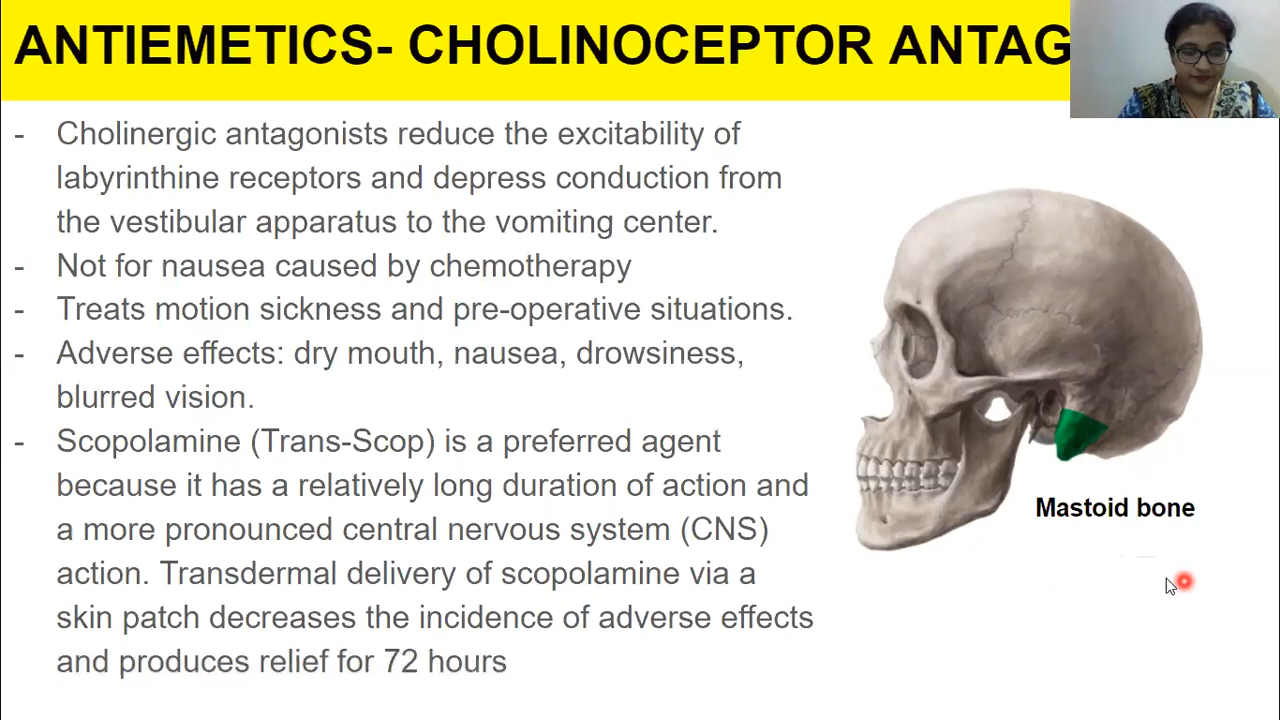 ANTIEMETICS- CHOLINOCEPTOR ANTAG
- Cholinergic antagonists reduce the excitability of
labyrinthine receptors and depress conduction from
the vestibular apparatus to the vomiting center.
- Not for nausea caused by chemotherapy
- Treats motion sickness and pre-operative situations.
- Adverse effects: dry mouth, nausea, drowsiness,
blurred vision.
- Scopolamine (Trans-Scop) is a preferred agent
because it has a relatively long duration of action and
a more pronounced central nervous system (CNS)
action. Transdermal delivery of scopolamine via a
skin patch decreases the incidence of adverse effects
and produces relief for 72 hours
Mastoid bone